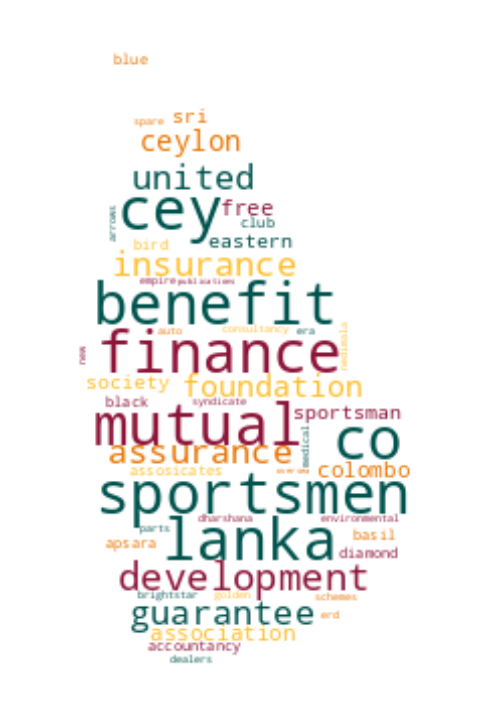 blue
spare sri
ceylon
united
cey free
arrows club
bird eastern
insurance
empire publications
benefit
auto consultancy era
new finance
society foundation
black syndicate
mutual sportsman
co
assurance medical
assosicates colombo
sportsmen
dharshana environmental
parts lanka basil
apsara diamond
development
brightstar golden schemes
guarantee erd
association
accountancy
dealers